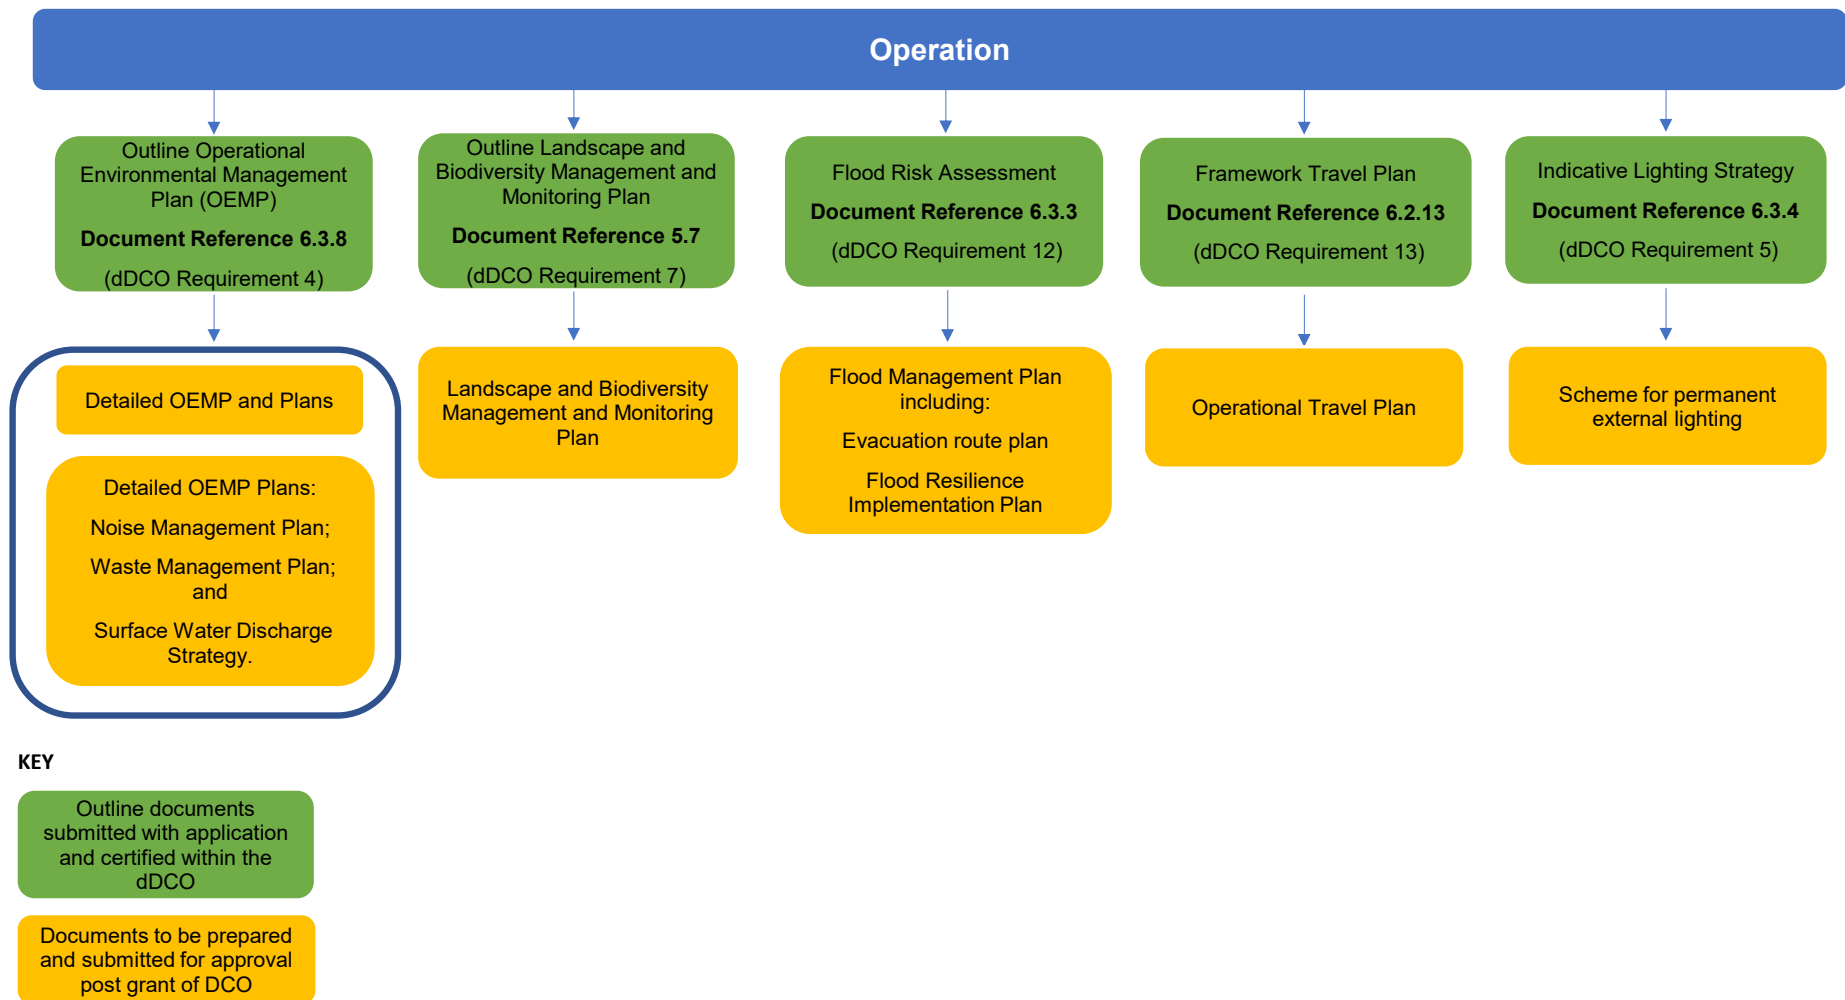 Operation
Outline Operational
Environmental Management
Plan (OEMP)
Document Reference 6.3.8
(dDCO Requirement 4)
Outline Landscape and
Biodiversity Management and
Monitoring Plan
Document Reference 5.7
(dDCO Requirement 7)
Flood Risk Assessment
Document Reference 6.3.3
(dDCO Requirement 12)
Framework Travel Plan
Document Reference 6.2.13
(dDCO Requirement 13)
Indicative Lighting Strategy
Document Reference 6.3.4
(dDCO Requirement 5)
Detailed OEMP and Plans
Detailed OEMP Plans:
Noise Management Plan;
Waste Management Plan;
and
Surface Water Discharge
Strategy.
Landscape and Biodiversity
Management and Monitoring
Plan
Flood Management Plan
including:
Evacuation route plan
Flood Resilience
Implementation Plan
Operational Travel Plan
Scheme for permanent
external lighting
KEY
Outline documents
submitted with application
and certified within the
dDCO
Documents to be prepared
and submitted for approval
post grant of DCO